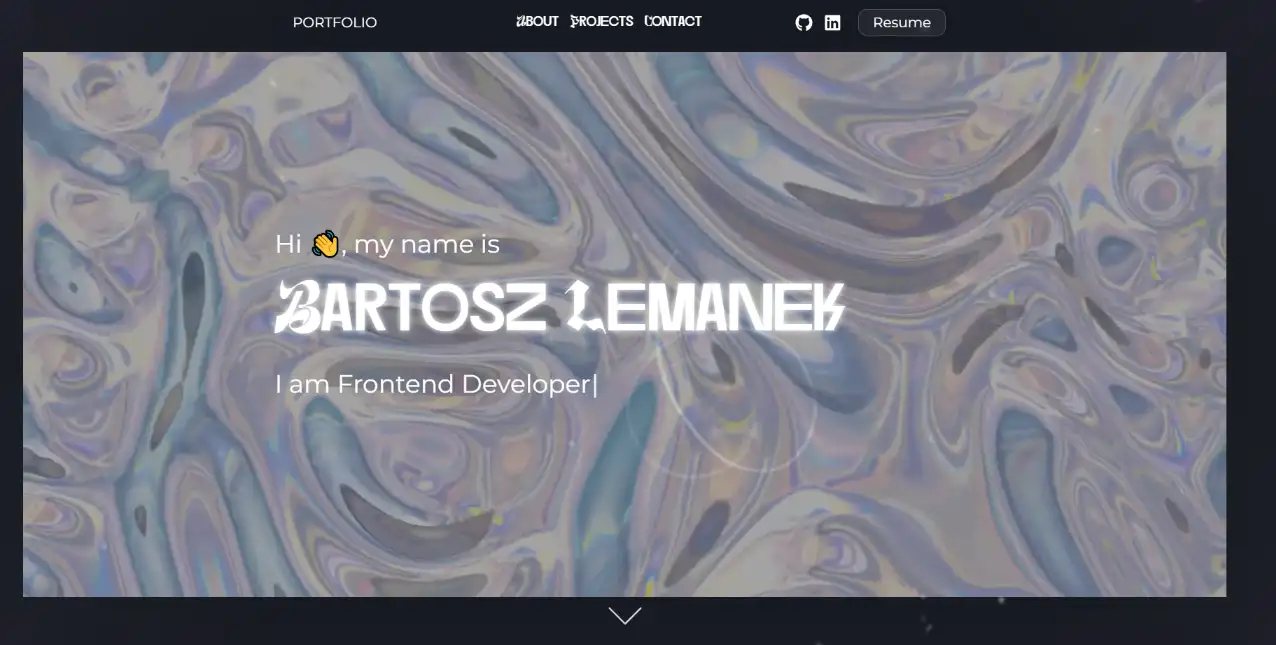 PORTFOLIO
ABOUT PROJECTS CONTACT
Resume
Hi 👋, my name is
BARTOSZ LEMANEK
I am Frontend Developer|